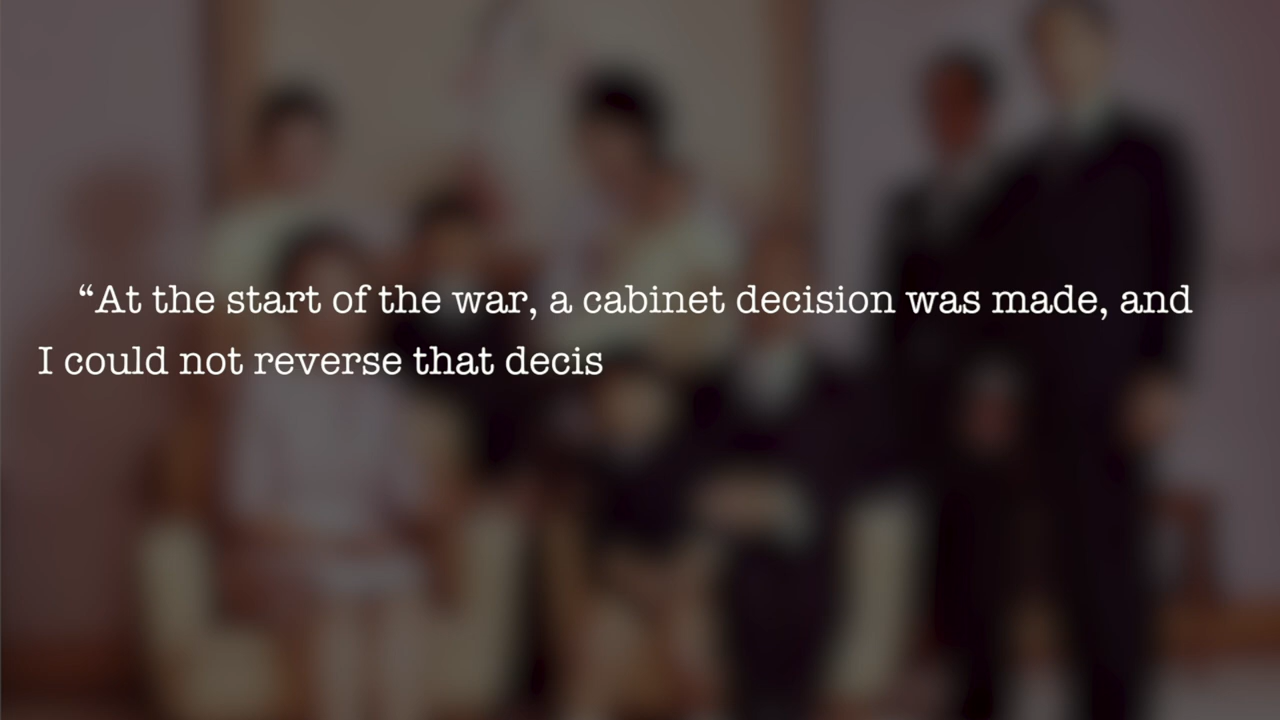 “At the start of the war, a cabinet decision was made, and
I could not reverse that decis